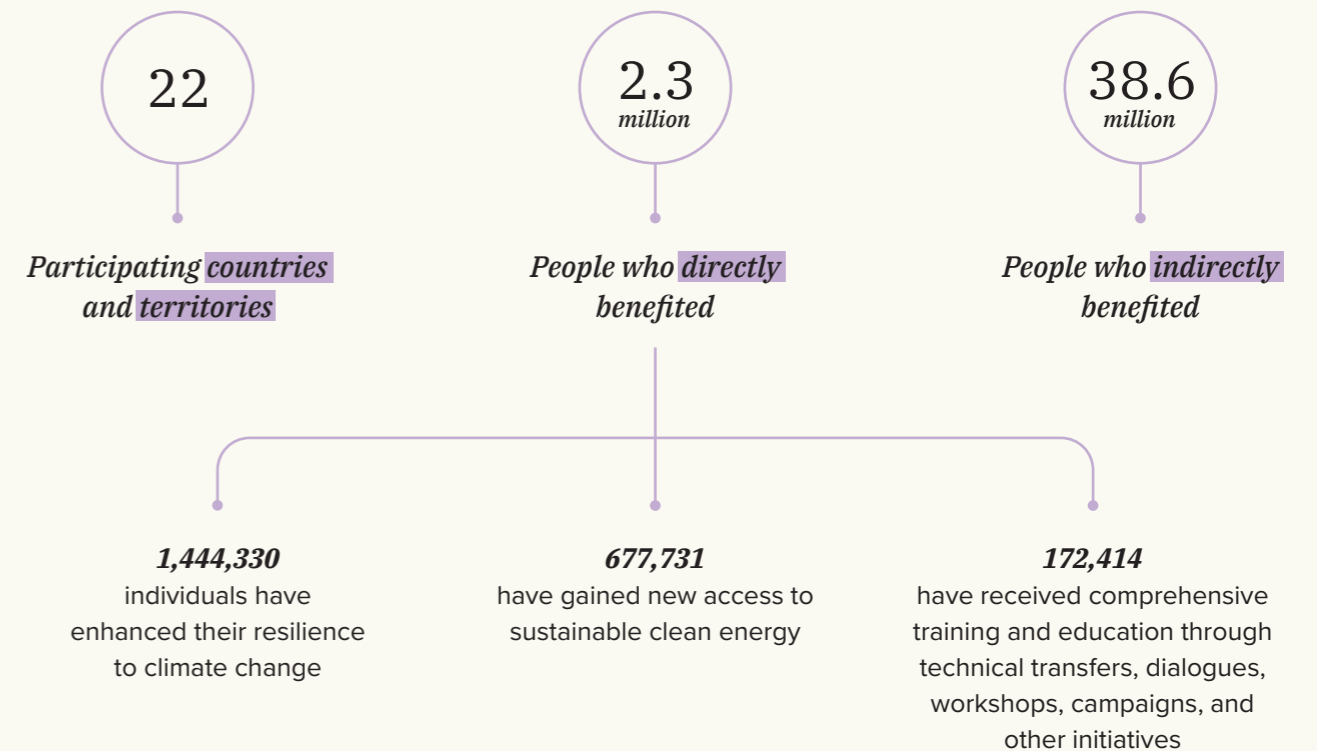 22
Participating countries
and territories
2.3
million
People who directly
benefited
38.6
million
People who indirectly
benefited
1,444,330
individuals have
enhanced their resilience
to climate change
677,731
have gained new access to
sustainable clean energy
172,414
have received comprehensive
training and education through
technical transfers, dialogues,
workshops, campaigns, and
other initiatives